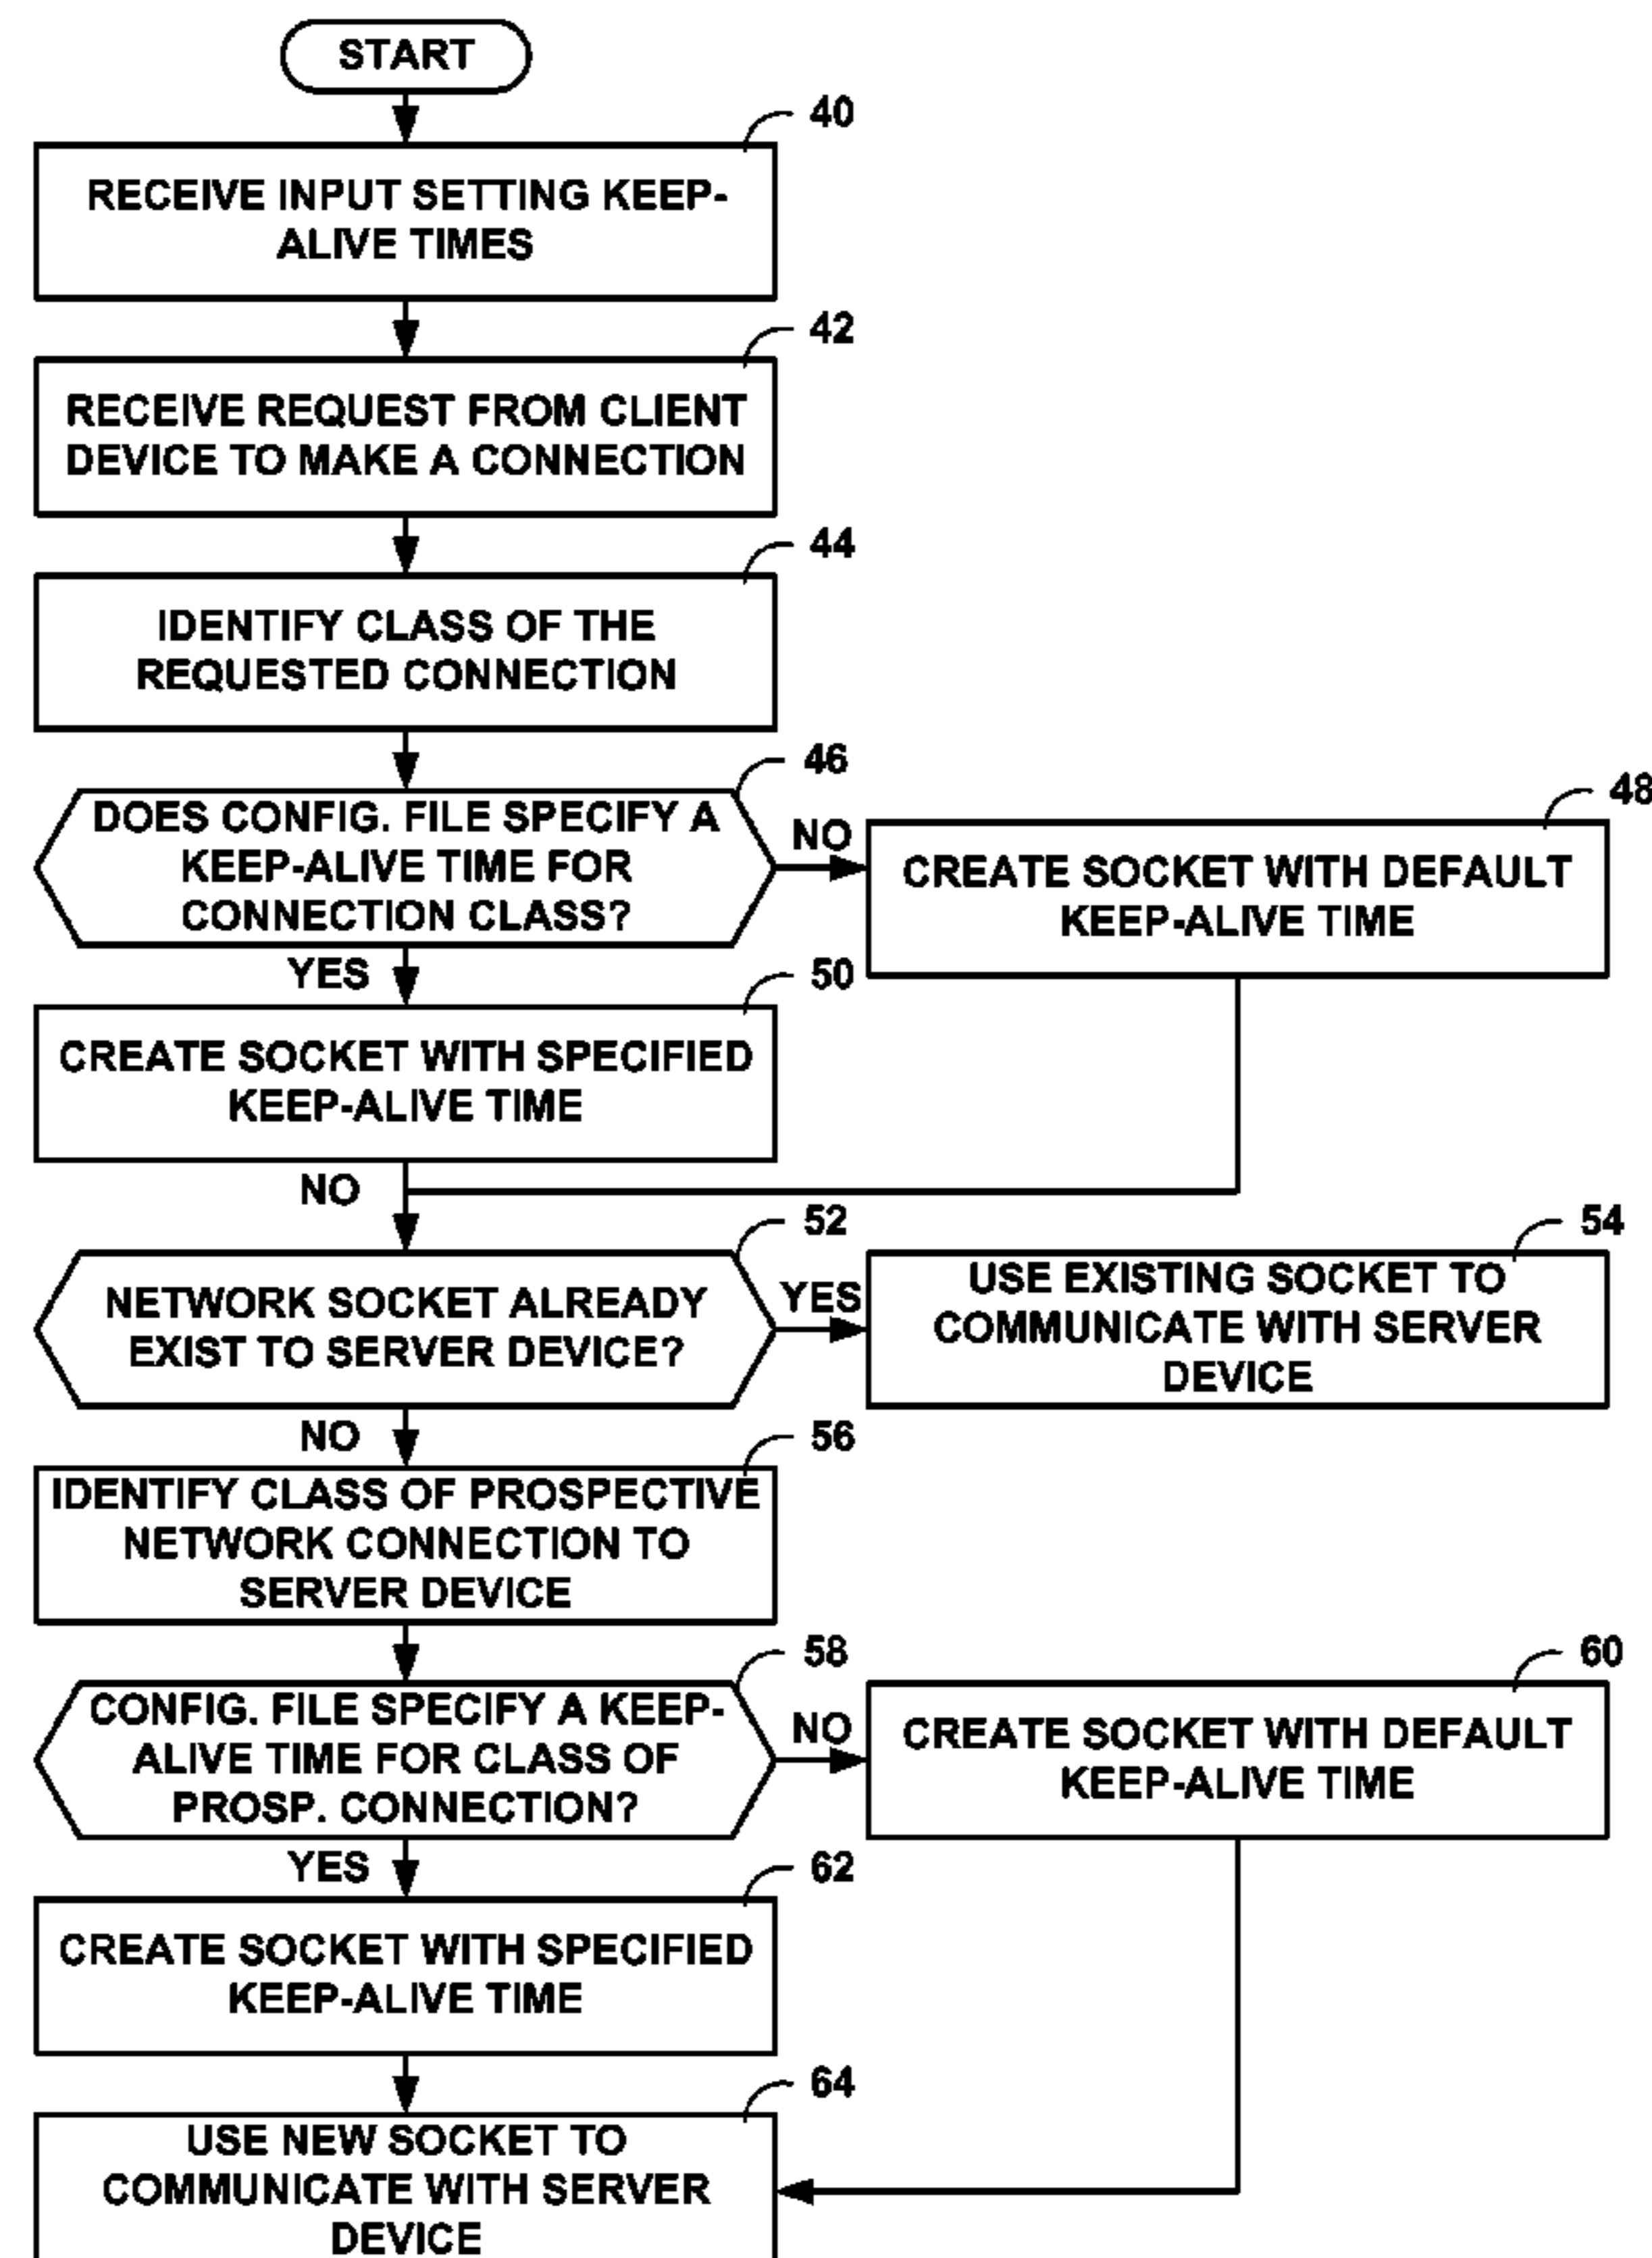 START
40
RECEIVE INPUT SETTING KEEP-
ALIVE TIMES
42
RECEIVE REQUEST FROM CLIENT
DEVICE TO MAKE A CONNECTION
44
IDENTIFY CLASS OF THE
REQUESTED CONNECTION
46
DOES CONFIG. FILE SPECIFY A
KEEP-ALIVE TIME FOR
CONNECTION CLASS?
NO
48
CREATE SOCKET WITH DEFAULT
KEEP-ALIVE TIME
YES
50
CREATE SOCKET WITH SPECIFIED
KEEP-ALIVE TIME
NO
52
NETWORK SOCKET ALREADY
EXIST TO SERVER DEVICE?
YES
54
USE EXISTING SOCKET TO
COMMUNICATE WITH SERVER
DEVICE
NO
56
IDENTIFY CLASS OF PROSPECTIVE
NETWORK CONNECTION TO
SERVER DEVICE
58
CONFIG. FILE SPECIFY A KEEP-
ALIVE TIME FOR CLASS OF
PROSP. CONNECTION?
NO
60
CREATE SOCKET WITH DEFAULT
KEEP-ALIVE TIME
YES
62
CREATE SOCKET WITH SPECIFIED
KEEP-ALIVE TIME
64
USE NEW SOCKET TO
COMMUNICATE WITH SERVER
DEVICE